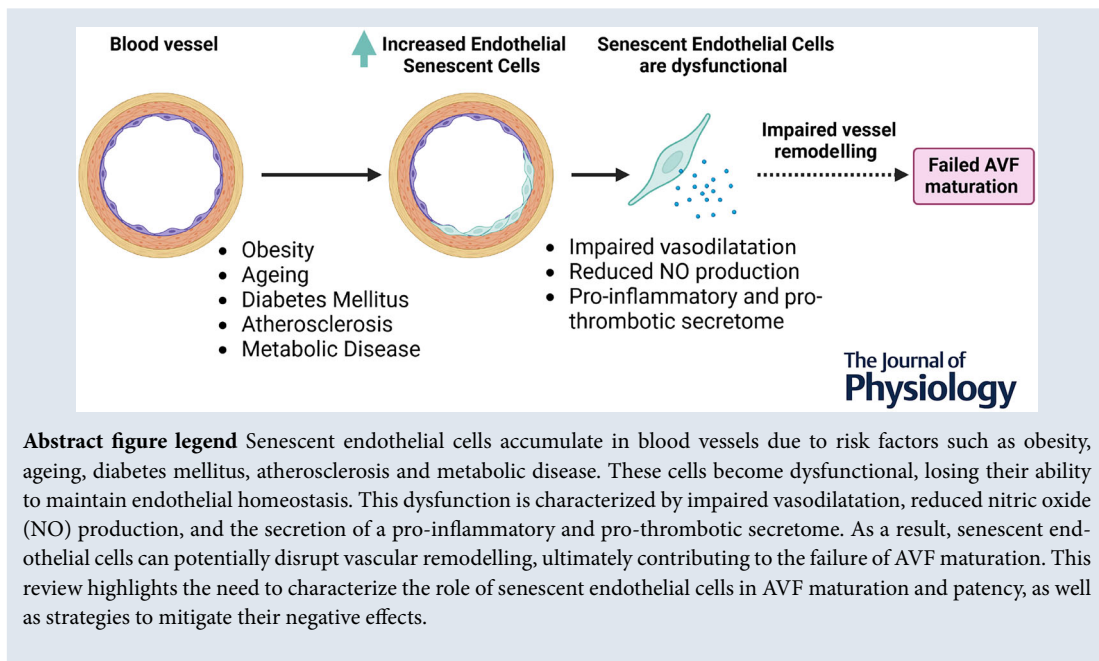 Blood vessel
Increased Endothelial
Senescent Cells
Senescent Endothelial Cells
are dysfunctional
Impaired vessel
remodelling
Failed AVF
maturation
• Obesity
• Ageing
• Diabetes Mellitus
• Atherosclerosis
• Metabolic Disease
• Impaired vasodilatation
• Reduced NO production
• Pro-inflammatory and pro-
thrombotic secretome
The Journal of
Physiology
Abstract figure legend Senescent endothelial cells accumulate in blood vessels due to risk factors such as obesity,
ageing, diabetes mellitus, atherosclerosis and metabolic disease. These cells become dysfunctional, losing their ability
to maintain endothelial homeostasis. This dysfunction is characterized by impaired vasodilatation, reduced nitric oxide
(NO) production, and the secretion of a pro-inflammatory and pro-thrombotic secretome. As a result, senescent end-
othelial cells can potentially disrupt vascular remodelling, ultimately contributing to the failure of AVF maturation. This
review highlights the need to characterize the role of senescent endothelial cells in AVF maturation and patency, as well
as strategies to mitigate their negative effects.